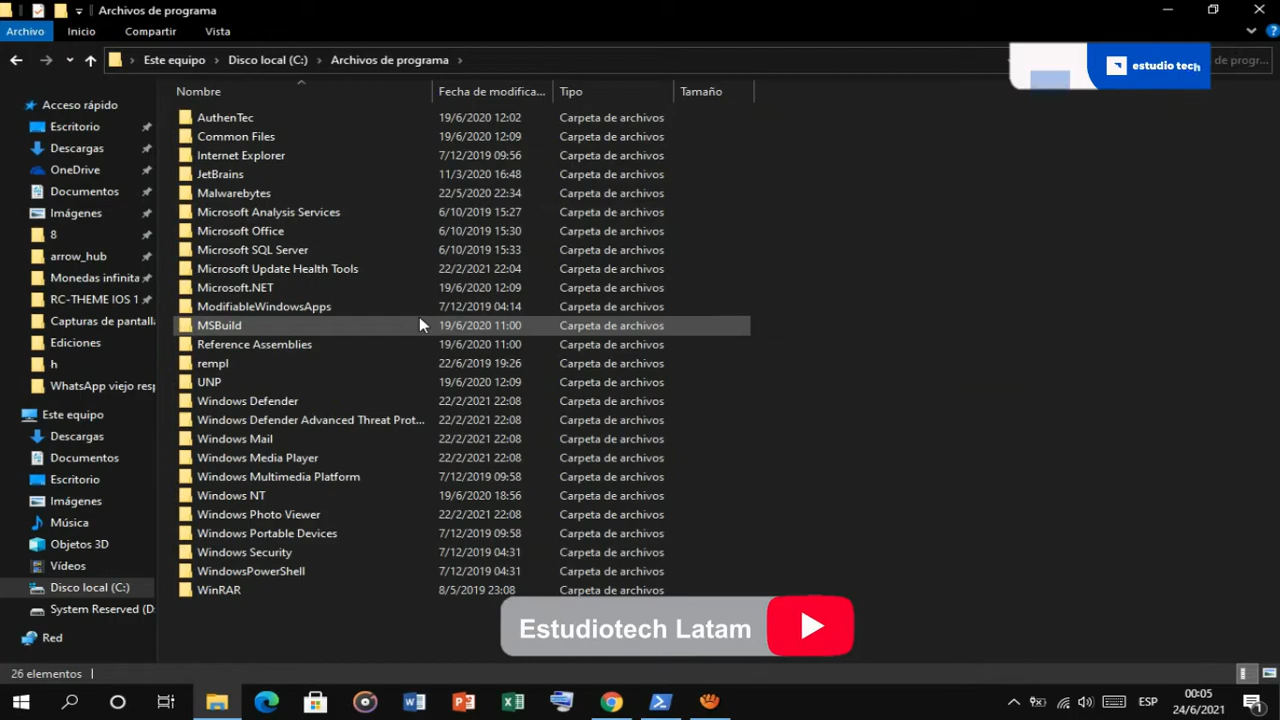 Archivos de programa
Archivo Inicio Compartir Vista
Este equipo Disco local (C:) Archivos de programa
de progr...
estudio tech
Nombre Fecha de modifica... Tipo Tamaño
Acceso rápido
Escritorio
Descargas
OneDrive
Documentos
Imágenes
8
arrow_hub
Monedas infinita
RC-THEME IOS 1
Capturas de pantall
Ediciones
h
WhatsApp viejo resp
Este equipo
Descargas
Documentos
Escritorio
Imágenes
Música
Objetos 3D
Vídeos
Disco local (C:)
System Reserved (D:
Red
AuthenTec 19/6/2020 12:02 Carpeta de archivos
Common Files 19/6/2020 12:09 Carpeta de archivos
Internet Explorer 7/12/2019 09:56 Carpeta de archivos
JetBrains 11/3/2020 16:48 Carpeta de archivos
Malwarebytes 22/5/2020 22:34 Carpeta de archivos
Microsoft Analysis Services 6/10/2019 15:27 Carpeta de archivos
Microsoft Office 6/10/2019 15:30 Carpeta de archivos
Microsoft SQL Server 6/10/2019 15:33 Carpeta de archivos
Microsoft Update Health Tools 22/2/2021 22:04 Carpeta de archivos
Microsoft.NET 19/6/2020 12:09 Carpeta de archivos
ModifiableWindowsApps 7/12/2019 04:14 Carpeta de archivos
MSBuild 19/6/2020 11:00 Carpeta de archivos
Reference Assemblies 19/6/2020 11:00 Carpeta de archivos
rempl 22/6/2019 19:26 Carpeta de archivos
UNP 19/6/2020 12:09 Carpeta de archivos
Windows Defender 22/2/2021 22:08 Carpeta de archivos
Windows Defender Advanced Threat Prot... 22/2/2021 22:08 Carpeta de archivos
Windows Mail 22/2/2021 22:08 Carpeta de archivos
Windows Media Player 22/2/2021 22:08 Carpeta de archivos
Windows Multimedia Platform 7/12/2019 09:58 Carpeta de archivos
Windows NT 19/6/2020 18:56 Carpeta de archivos
Windows Photo Viewer 22/2/2021 22:08 Carpeta de archivos
Windows Portable Devices 7/12/2019 09:58 Carpeta de archivos
Windows Security 7/12/2019 04:31 Carpeta de archivos
WindowsPowerShell 7/12/2019 04:31 Carpeta de archivos
WinRAR 8/5/2019 23:08 Carpeta de archivos
Estudiotech Latam
26 elementos
ESP 00:05
24/6/2021